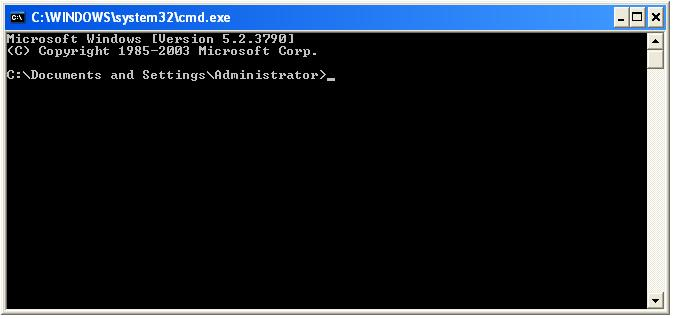 C:\WINDOWS\system32\cmd.exe
Microsoft Windows [Version 5.2.3790]
(C) Copyright 1985-2003 Microsoft Corp.
C:\Documents and Settings\Administrator>_